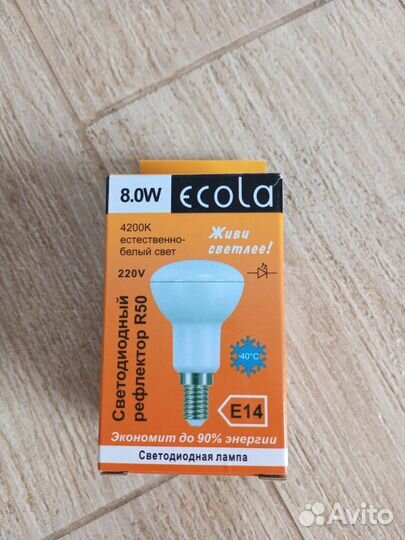 8.0W ecola
4200K
естественно-
белый свет
Живи
светлее!
220V
Светодиодный
рефлектор R50
-40°C
E14
Экономит до 90% энергии
Светодиодная лампа
Avito